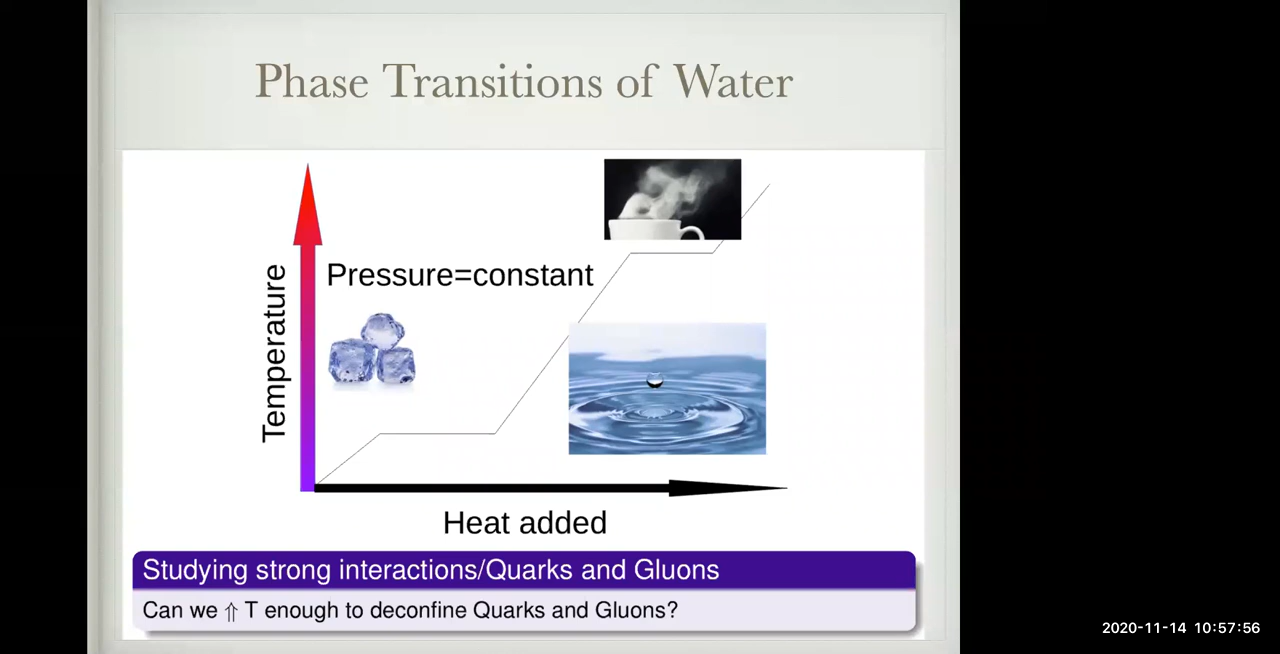 Phase Transitions of Water
Pressure=constant
Temperature
Heat added
Studying strong interactions/Quarks and Gluons
Can we ⇑ T enough to deconfine Quarks and Gluons?
2020-11-14 10:57:56